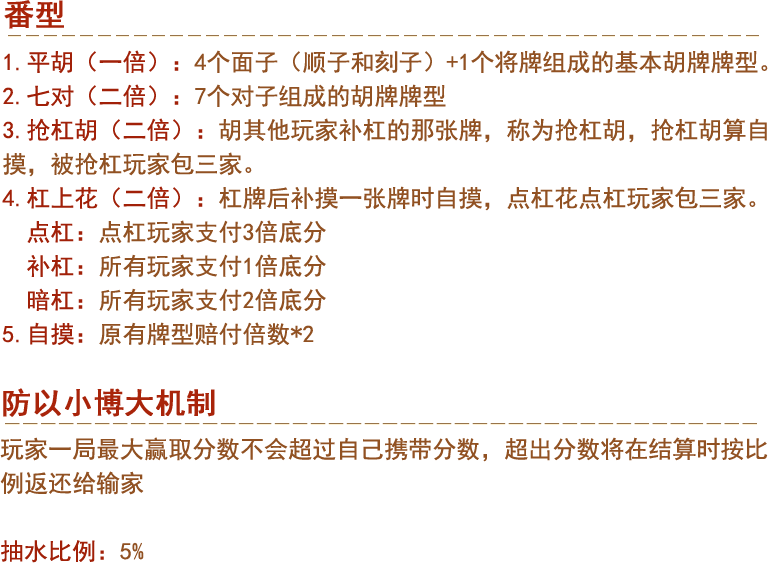 番型
1.平胡（一倍）：4个面子（顺子和刻子）+1个将牌组成的基本胡牌牌型。
2.七对（二倍）：7个对子组成的胡牌牌型
3.抢杠胡（二倍）：胡其他玩家补杠的那张牌，称为抢杠胡，抢杠胡算自
摸，被抢杠玩家包三家。
4.杠上花（二倍）：杠牌后补摸一张牌时自摸，点杠花点杠玩家包三家。
点杠：点杠玩家支付3倍底分
补杠：所有玩家支付1倍底分
暗杠：所有玩家支付2倍底分
5.自摸：原有牌型赔付倍数*2
防以小博大机制
玩家一局最大赢取分数不会超过自己携带分数，超出分数将在结算时按比
例返还给输家
抽水比例：5%